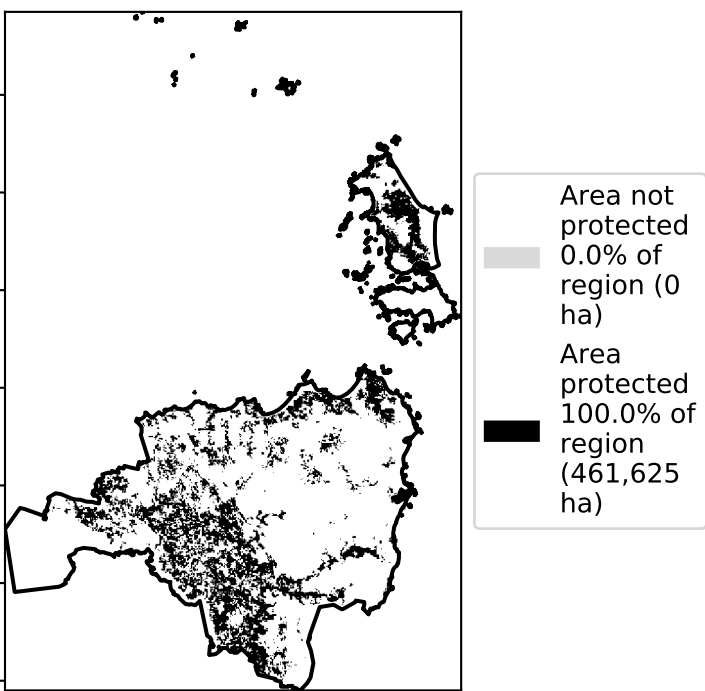 Area not
protected
0.0% of
region (0
ha)
Area
protected
100.0% of
region
(461,625
ha)